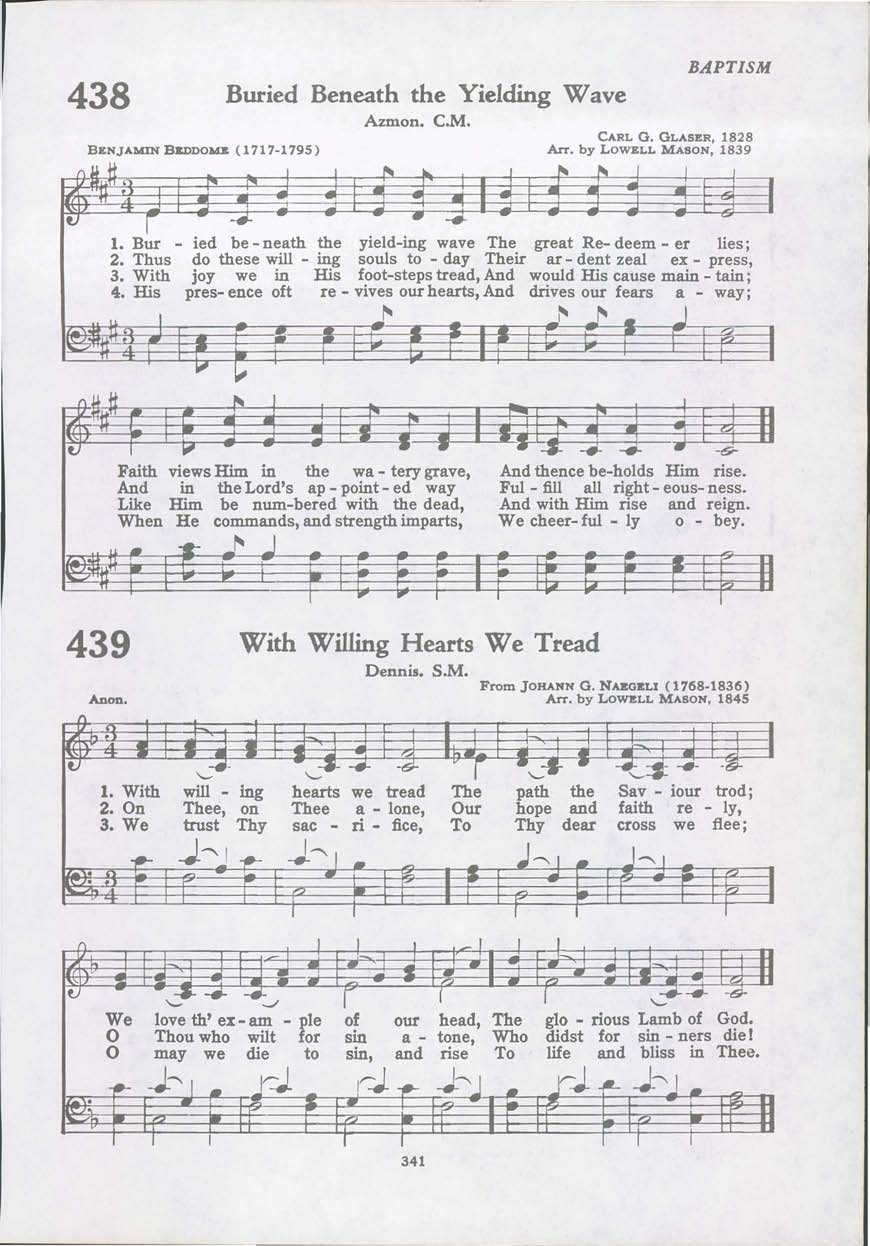 BAPTISM
438 Buried Beneath the Yielding Wave
Azmon. C.M.
CARL G. GLASER, 1828
BENJAMIN BEDDOME (1717-1795) Arr. by LOWELL MASON, 1839
3 4
1. Bur - ied be - neath the yield-ing wave The great Re- deem - er lies;
2. Thus do these will - ing souls to - day Their ar - dent zeal ex - press,
3. With joy we in His foot-steps tread, And would His cause main - tain;
4. His pres- ence oft re - vives our hearts, And drives our fears a - way;
3 4
Faith views Him in the wa - tery grave, And thence be-holds Him rise.
And in the Lord's ap - point - ed way Ful - fill all right - eous- ness.
Like Him be num-bered with the dead, And with Him rise and reign.
When He commands, and strength imparts, We cheer- ful - ly o - bey.
439 With Willing Hearts We Tread
Dennis. S.M.
From JOHANN G. NAEGELI (1768-1836)
Anon. Arr. by LOWELL MASON, 1845
3 4
1. With will - ing hearts we tread The path the Sav - iour trod;
2. On Thee, on Thee a - lone, Our hope and faith re - ly,
3. We trust Thy sac - ri - fice, To Thy dear cross we flee;
3 4
We love th' ex - am - ple of our head, The glo - rious Lamb of God.
O Thou who wilt for sin a - tone, Who didst for sin - ners die!
O may we die to sin, and rise To life and bliss in Thee.
341